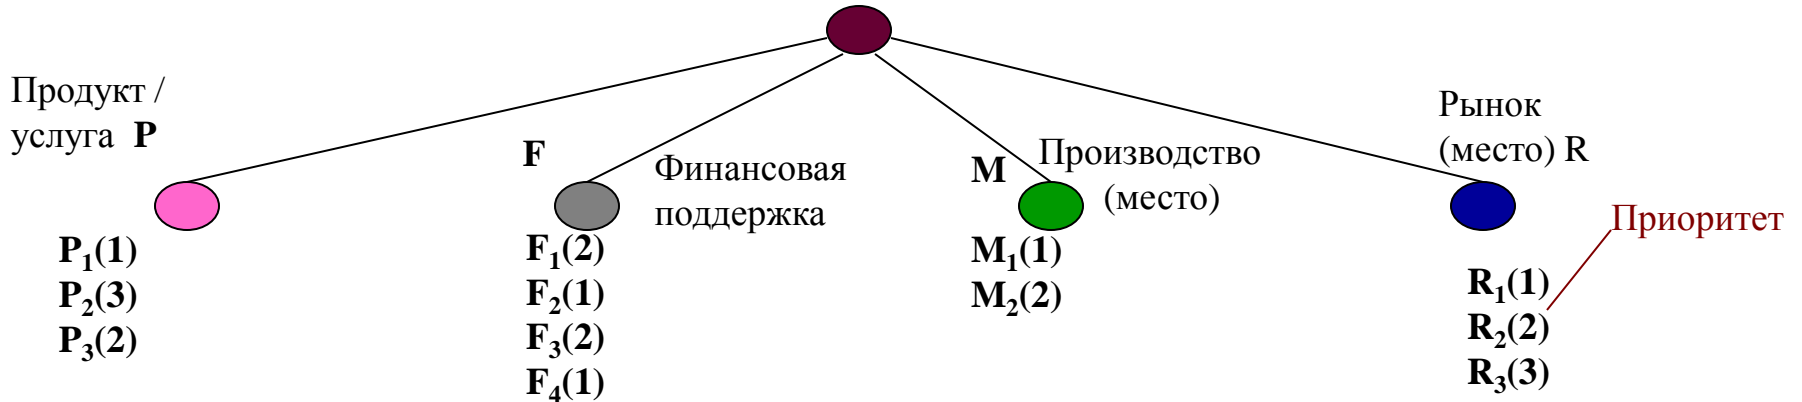 Продукт /
услуга P
F
Финансовая
поддержка
M
Производство
(место)
Рынок
(место) R
Приоритет
P₁(1)
P₂(3)
P₃(2)
F₁(2)
F₂(1)
F₃(2)
F₄(1)
M₁(1)
M₂(2)
R₁(1)
R₂(2)
R₃(3)